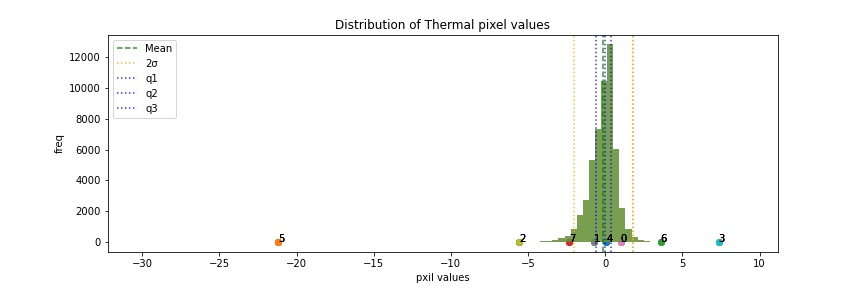 Distribution of Thermal pixel values
Mean
2σ
q1
q2
q3
12000
10000
8000
6000
4000
2000
0
freq
5 2 7 1 4 0 6 3
−30 −25 −20 −15 −10 −5 0 5 10
pxil values